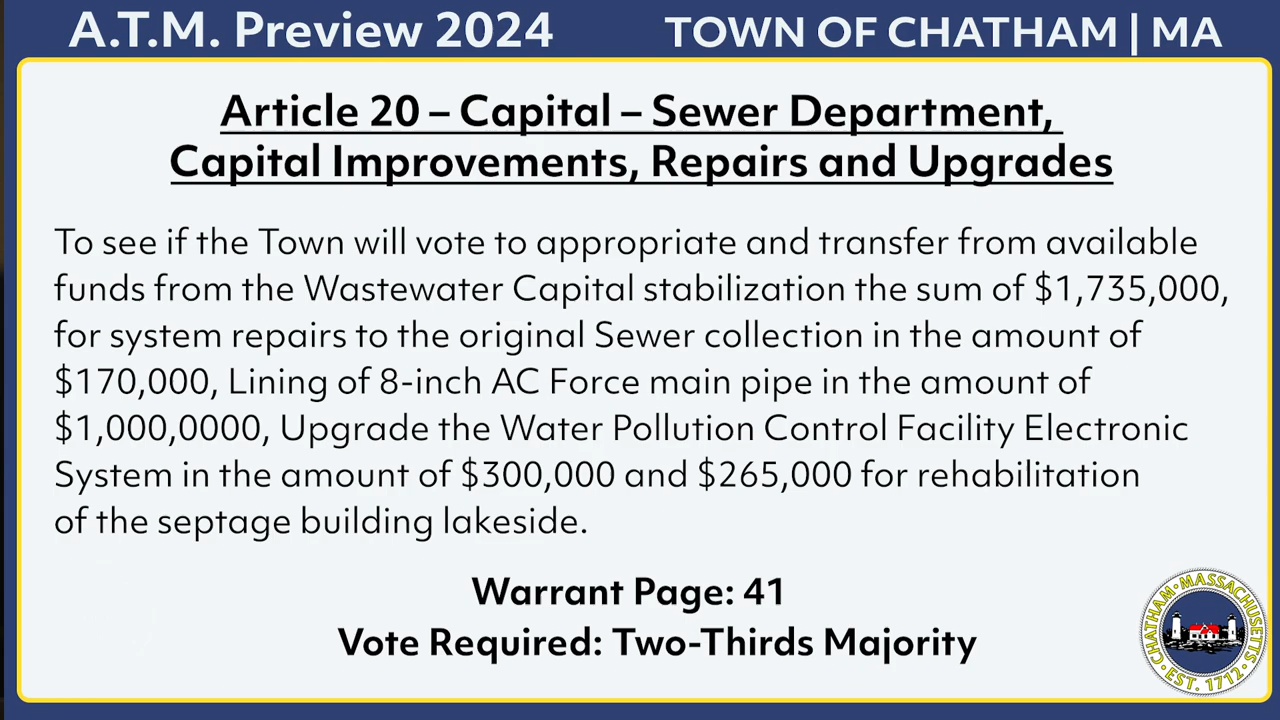 A.T.M. Preview 2024
TOWN OF CHATHAM | MA
Article 20 – Capital – Sewer Department,
Capital Improvements, Repairs and Upgrades
To see if the Town will vote to appropriate and transfer from available
funds from the Wastewater Capital stabilization the sum of $1,735,000,
for system repairs to the original Sewer collection in the amount of
$170,000, Lining of 8-inch AC Force main pipe in the amount of
$1,000,0000, Upgrade the Water Pollution Control Facility Electronic
System in the amount of $300,000 and $265,000 for rehabilitation
of the septage building lakeside.
Warrant Page: 41
Vote Required: Two-Thirds Majority
CHATHAM, MASSACHUSETTS
EST. 1712